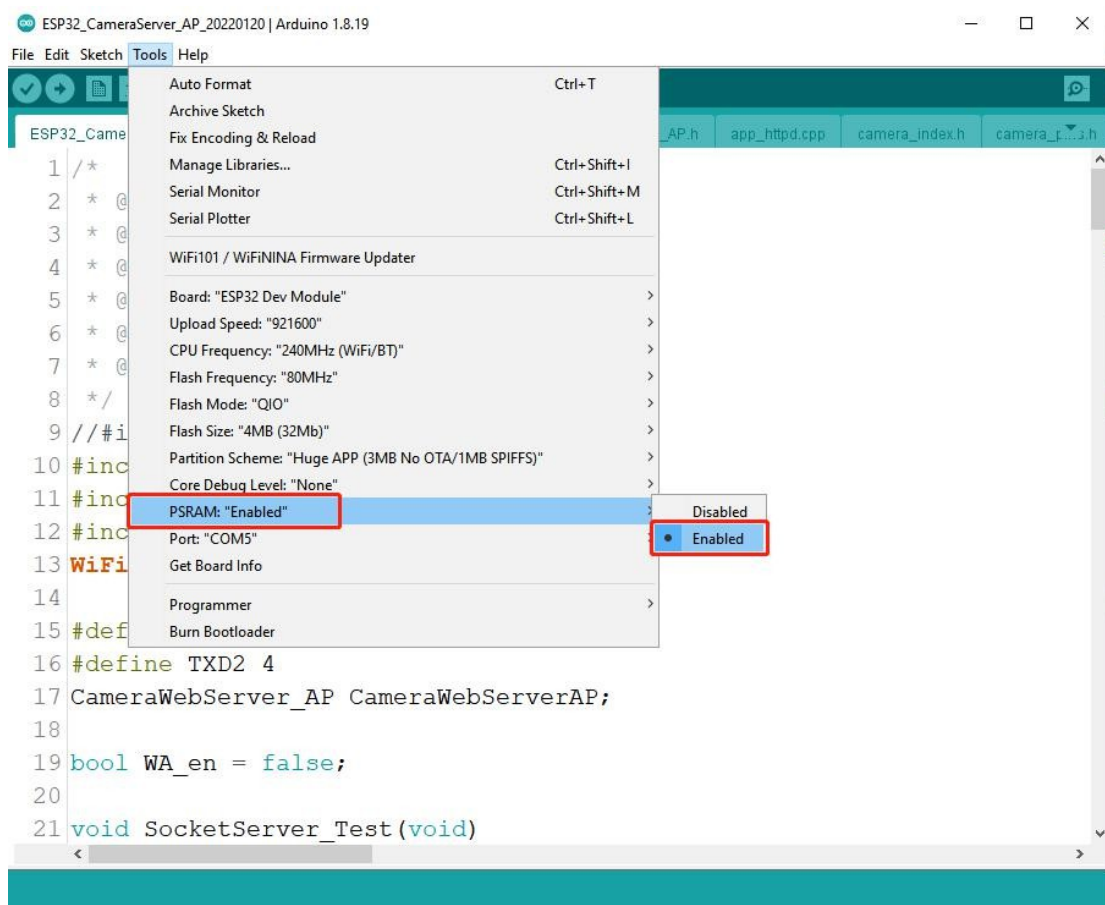 ESP32_CameraServer_AP_20220120 | Arduino 1.8.19
File Edit Sketch Tools Help
Auto Format Ctrl+T
Archive Sketch
ESP32_Came
Fix Encoding & Reload
_AP.h app_httpd.cpp camera_index.h
Manage Libraries... Ctrl+Shift+I
Serial Monitor Ctrl+Shift+M
Serial Plotter Ctrl+Shift+L
WiFi101 / WiFiNINA Firmware Updater
Board: "ESP32 Dev Module"
Upload Speed: "921600"
CPU Frequency: "240MHz (WiFi/BT)"
Flash Frequency: "80MHz"
Flash Mode: "QIO"
Flash Size: "4MB (32Mb)"
Partition Scheme: "Huge APP (3MB No OTA/1MB SPIFFS)"
Core Debug Level: "None"
PSRAM: "Enabled"
Port: "COM5"
Get Board Info
Programmer
Burn Bootloader
Disabled
Enabled
1 /*
2 * @
3 * @
4 * @
5 * @
6 * @
7 * @
8 */
9 //#i
10 #inc
11 #inc
12 #inc
13 WiFi
14
15 #def
16 #define TXD2 4
17 CameraWebServer_AP CameraWebServerAP;
18
19 bool WA_en = false;
20
21 void SocketServer_Test(void)